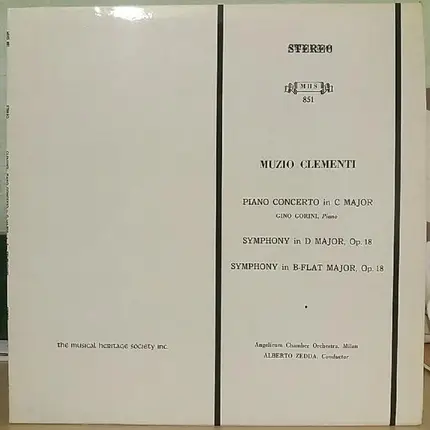 STEREO
MHS
851
MUZIO CLEMENTI
PIANO CONCERTO in C MAJOR
GINO GORINI, Piano
SYMPHONY in D MAJOR, Op. 18
SYMPHONY in B-FLAT MAJOR, Op. 18
Angelicum Chamber Orchestra, Milan
ALBERTO ZEDDA, Conductor
the musical heritage society inc.